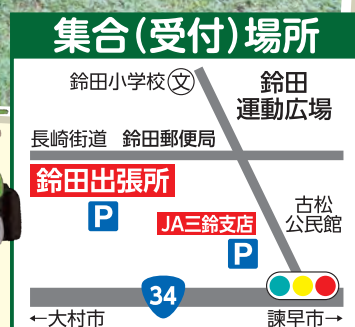 集合(受付)場所
鈴田小学校 文
鈴田
運動広場
長崎街道 鈴田郵便局
鈴田出張所
P
古松
公民館
JA三鈴支店
P
34
←大村市
諫早市→